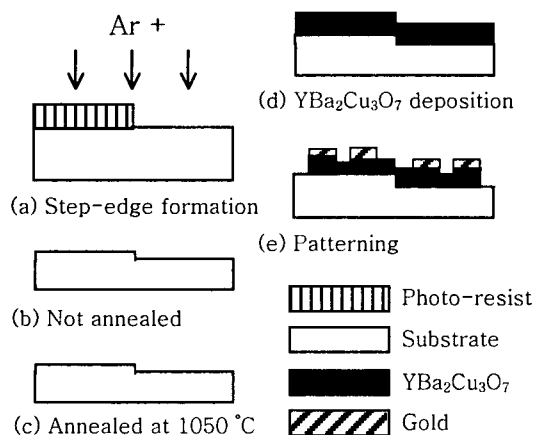 Ar +
(a) Step-edge formation
(b) Not annealed
(c) Annealed at 1050 °C
(d) YBa₂Cu₃O₇ deposition
(e) Patterning
Photo-resist
Substrate
YBa₂Cu₃O₇
Gold